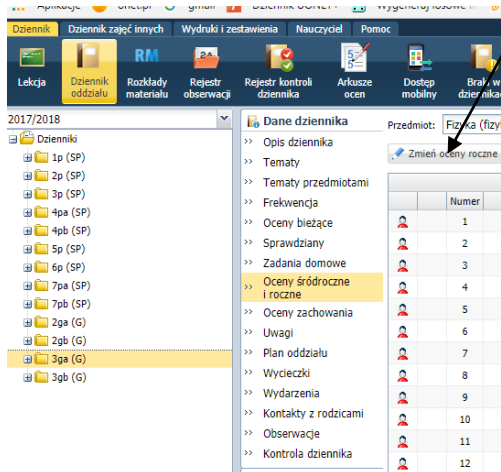 Dziennik UONET+
Dziennik Dziennik zajęć innych Wydruki i zestawienia Nauczyciel Pomoc
Lekcja
Dziennik oddziału
RM
Rozkłady materiału
Rejestr obserwacji
Rejestr kontroli dziennika
Arkusze ocen
Dostęp mobilny
2017/2018
Dzienniki
1p (SP)
2p (SP)
3p (SP)
4pa (SP)
4pb (SP)
5p (SP)
6p (SP)
7pa (SP)
7pb (SP)
2ga (G)
2gb (G)
3ga (G)
3gb (G)
Dane dziennika
Opis dziennika
Tematy
Tematy przedmiotami
Frekwencja
Oceny bieżące
Sprawdziany
Zadania domowe
Oceny śródroczne
i roczne
Oceny zachowania
Uwagi
Plan oddziału
Wycieczki
Wydarzenia
Kontakty z rodzicami
Obserwacje
Kontrola dziennika
Przedmiot: Fizyka
Zmień oceny roczne
Numer
1
2
3
4
5
6
7
8
9
10
11
12